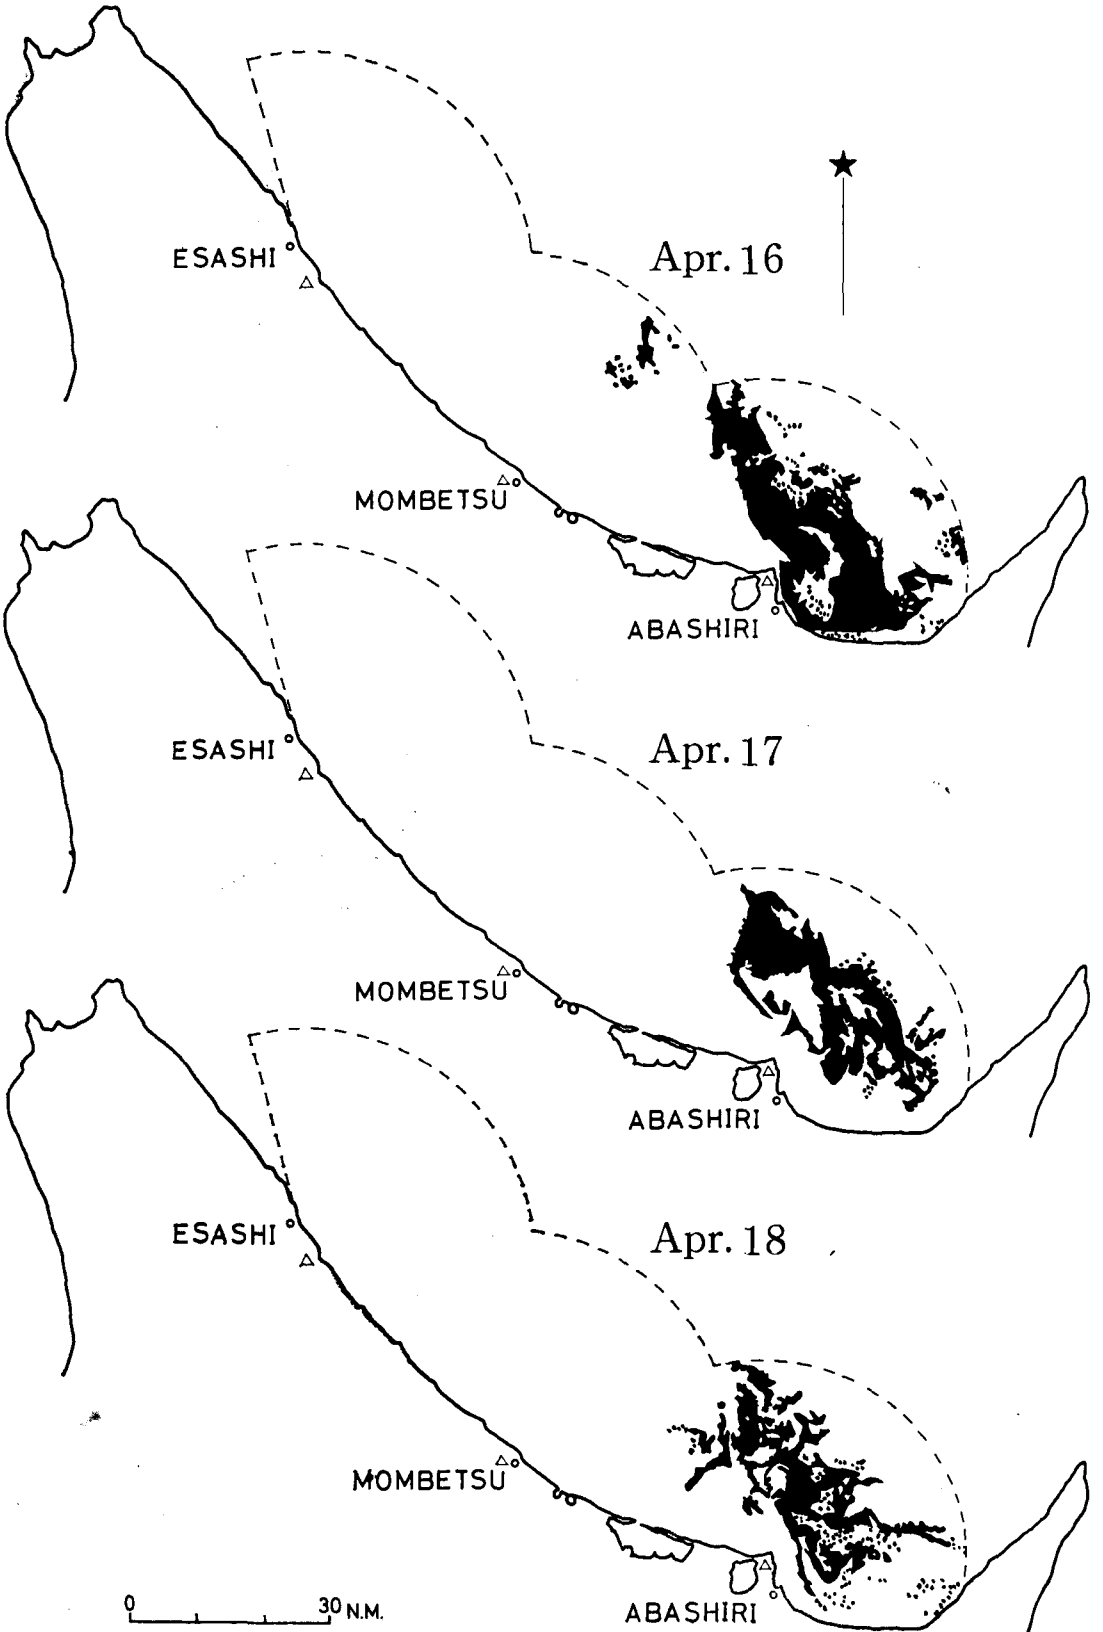 Apr. 16
ESASHI
MOMBETSU
ABASHIRI
Apr. 17
ESASHI
MOMBETSU
ABASHIRI
Apr. 18
ESASHI
MOMBETSU
ABASHIRI
0 30 N.M.